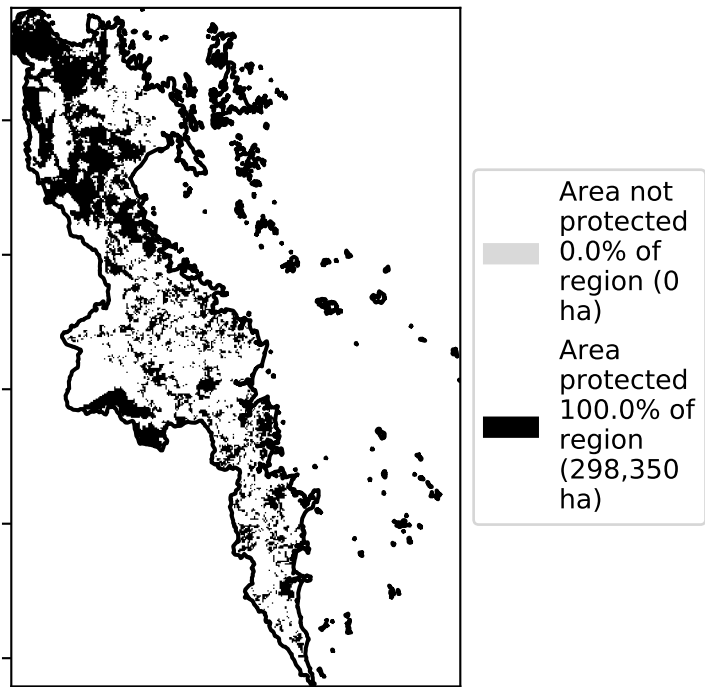 Area not
protected
0.0% of
region (0
ha)
Area
protected
100.0% of
region
(298,350
ha)